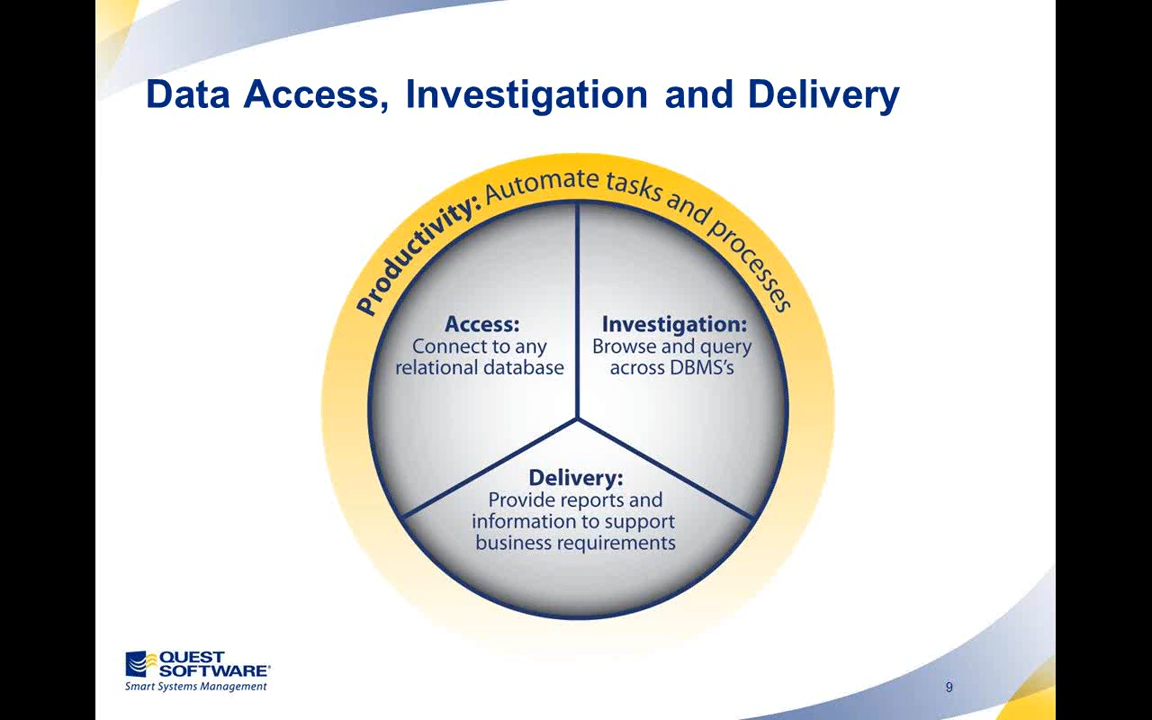 Data Access, Investigation and Delivery
Productivity: Automate tasks and processes
Access:
Connect to any
relational database
Investigation:
Browse and query
across DBMS's
Delivery:
Provide reports and
information to support
business requirements
QUEST
SOFTWARE®
Smart Systems Management
9